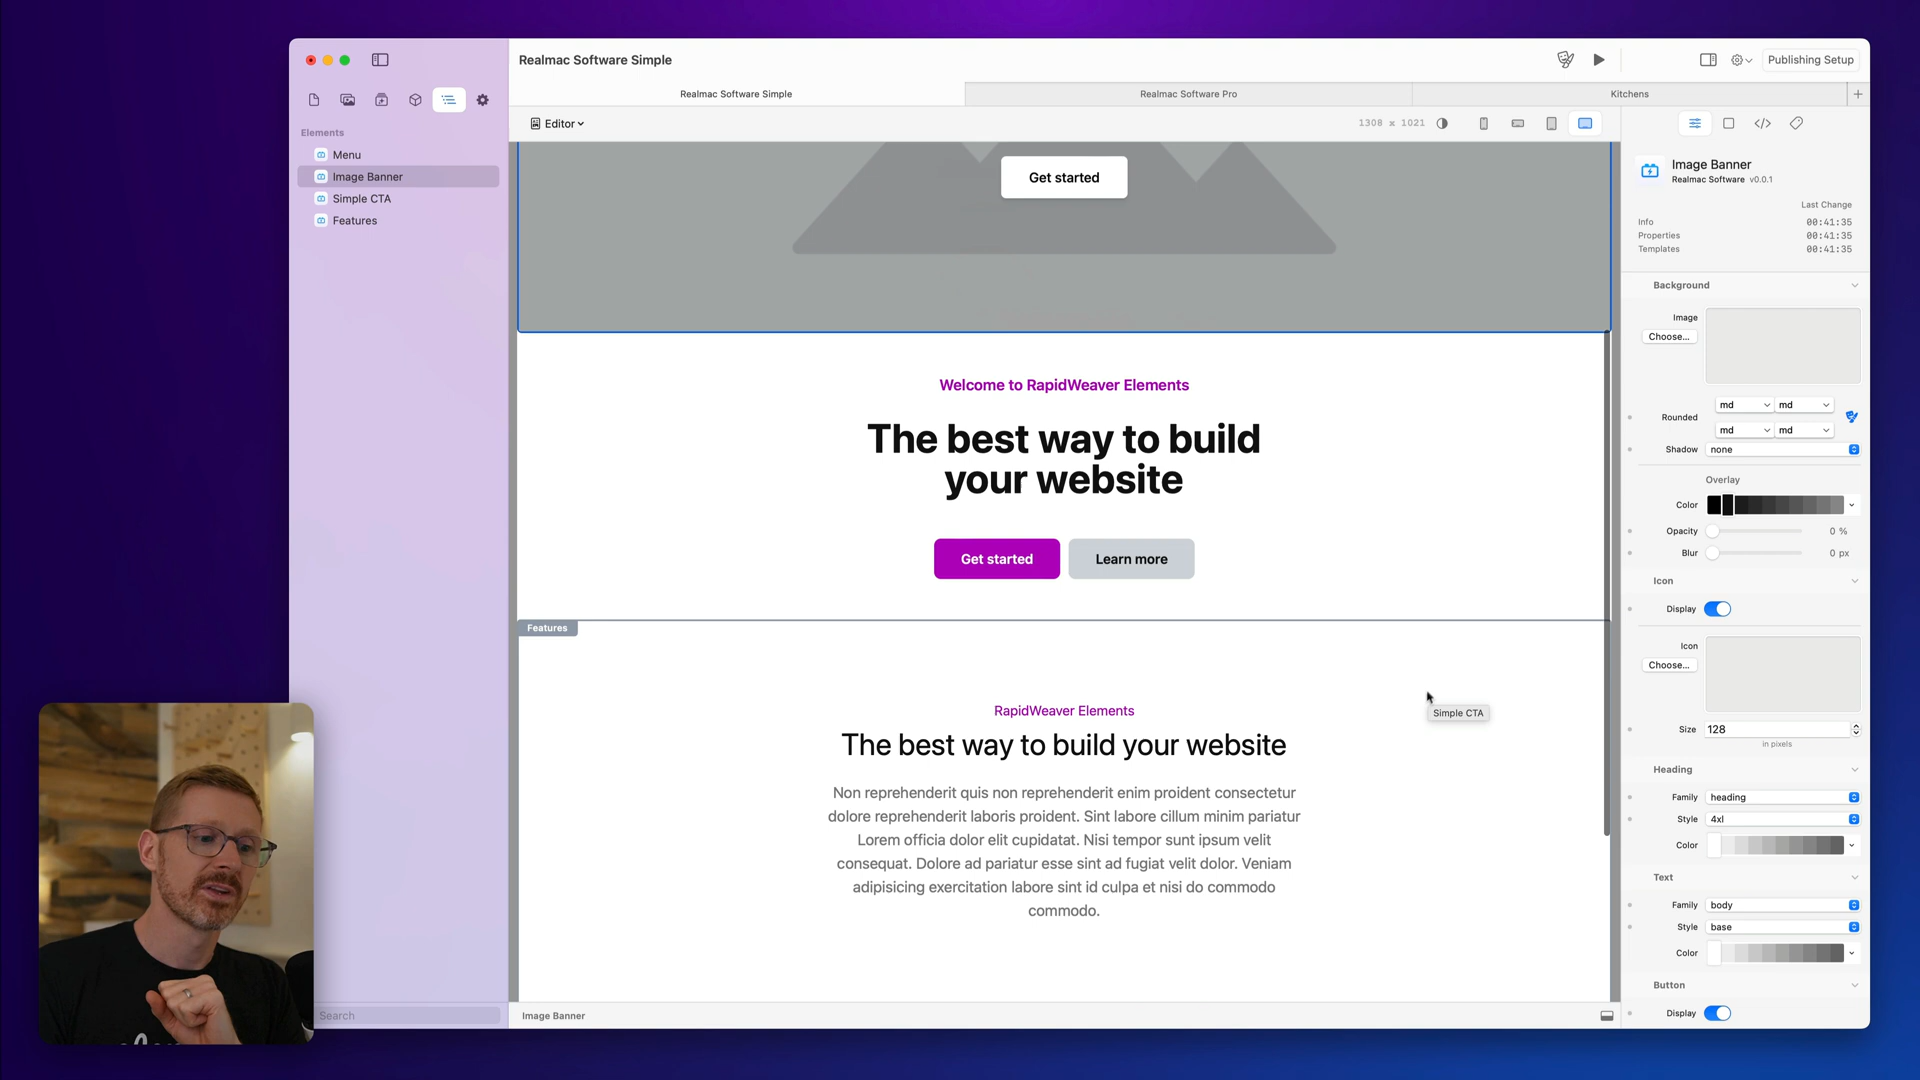 Realmac Software Simple
Publishing Setup
Realmac Software Simple
Realmac Software Pro
Kitchens
Editor
1308 x 1021
Elements
Menu
Image Banner
Simple CTA
Features
Get started
Welcome to RapidWeaver Elements
The best way to build
your website
Get started
Learn more
Features
RapidWeaver Elements
Simple CTA
The best way to build your website
Non reprehenderit quis non reprehenderit enim proident consectetur
dolore reprehenderit laboris proident. Sint labore cillum minim pariatur
Lorem officia dolor elit cupidatat. Nisi tempor sunt ipsum velit
consequat. Dolore ad pariatur esse sint ad fugiat velit dolor. Veniam
adipisicing exercitation labore sint id culpa et nisi do commodo
commodo.
Search
Image Banner
Image Banner
Realmac Software v0.0.1
Last Change
Info 00:41:35
Properties 00:41:35
Templates 00:41:35
Background
Image
Choose...
md md
Rounded
md md
Shadow none
Overlay
Color
Opacity 0 %
Blur 0 px
Icon
Display
Icon
Choose...
Size 128
in pixels
Heading
Family heading
Style 4xl
Color
Text
Family body
Style base
Color
Button
Display